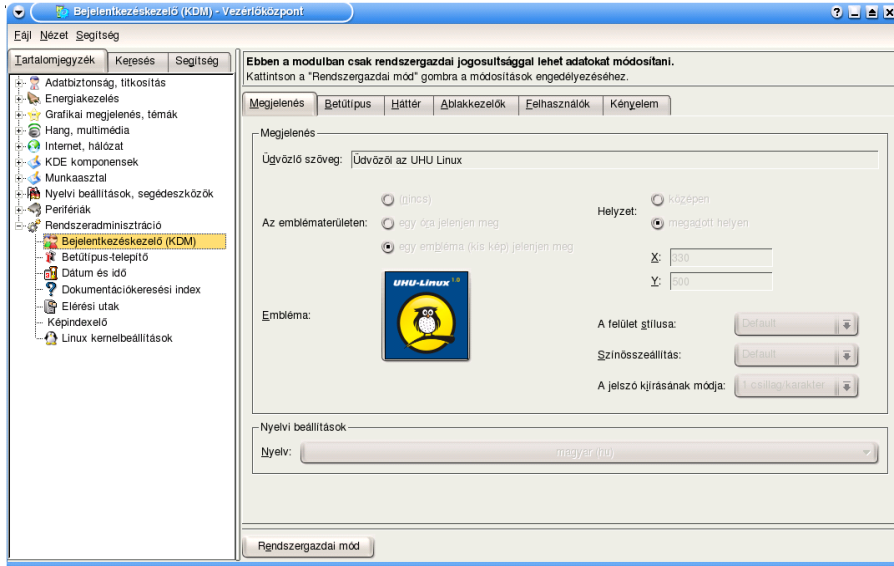 Bejelentkezéskezelő (KDM) - Vezérlőközpont
Fájl Nézet Segítség
Tartalomjegyzék Keresés Segítség
Adatbiztonság, titkosítás
Energiakezelés
Grafikai megjelenés, témák
Hang, multimédia
Internet, hálózat
KDE komponensek
Munkaasztal
Nyelvi beállítások, segédeszközök
Perifériák
Rendszeradminisztráció
Bejelentkezéskezelő (KDM)
Betűtípus-telepítő
Dátum és idő
Dokumentációkeresési index
Elérési utak
Képindexelő
Linux kernelbeállítások
Ebben a modulban csak rendszergazdai jogosultsággal lehet adatokat módosítani.
Kattintson a "Rendszergazdai mód" gombra a módosítások engedélyezéséhez.
Megjelenés Betűtípus Háttér Ablakkezelők Felhasználók Kényelem
Megjelenés
Üdvözlő szöveg: Üdvözöl az UHU Linux
Az emblématerületen:
(nincs)
egy óra jelenjen meg
egy embléma (kis kép) jelenjen meg
Helyzet:
középen
megadott helyen
X: 330
Y: 500
Embléma:
UHU-Linux 1.0
A felület stílusa: Default
Színösszeállítás: Default
A jelszó kiírásának módja: 1 csillag/karakter
Nyelvi beállítások
Nyelv: magyar (hu)
Rendszergazdai mód